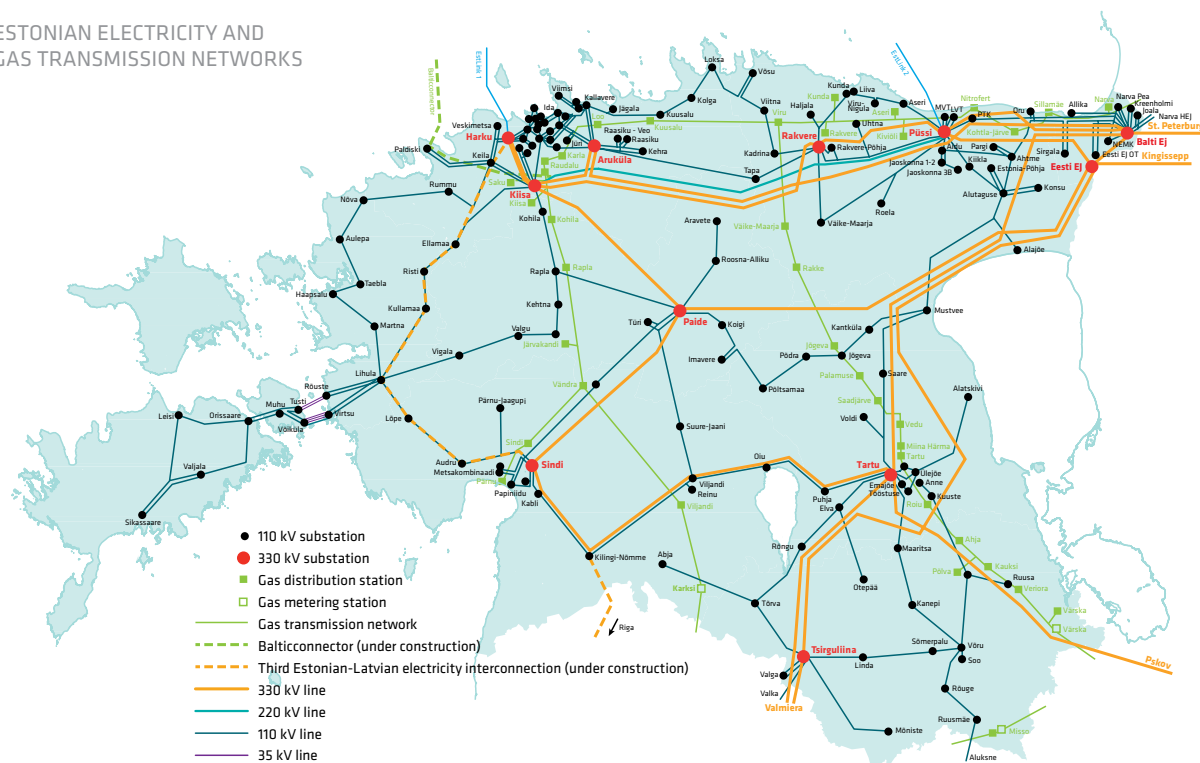 ESTONIAN ELECTRICITY AND
GAS TRANSMISSION NETWORKS
Balticconnector
EstLink 1
EstLink 2
Loksa
Võsu
Viimsi
Kallavere
Ida
Jägala
Kolga
Kuusalu
Kuusalu
Loo
Veskimetsa
Harku
Raasiku - Veo
Raasiku
Kehra
Jüri
Aruküla
Paldiski
Keila
Karla
Raudalu
Saku
Kiisa
Kiisa
Kohila
Kohila
Rummu
Nõva
Aulepa
Ellamaa
Risti
Taebla
Haapsalu
Kullamaa
Martna
Rapla
Rapla
Kehtna
Valgu
Vigala
Järvakandi
Lihula
Viitna
Viru
Haljala
Kunda
Kunda
Liiva
Viru-
Nigula
Aseri
Aseri
Uhtna
Rakvere
Rakvere
Rakvere-Põhja
Kiviõli
Kadrina
Tapa
Püssi
MVT
LVT
PTK
Nitrofert
Kohtla-Järve
Oru
Sillamäe
Allika
Narva
Narva Pea
Kreenholmi
Joala
Narva HEJ
St. Peterburg
Balti Ej
NEMK
Eesti EJ OT
Eesti Ej
Kingissepp
Sirgala
Aidu
Pargi
Ahtme
Kiikla
Estonia-Põhja
Jaoskonna 1-2
Jaoskonna 3B
Konsu
Alutaguse
Roela
Väike-Maarja
Väike-Maarja
Alajõe
Aravete
Roosna-Alliku
Rakke
Paide
Türi
Koigi
Imavere
Kantküla
Mustvee
Põdra
Jõgeva
Jõgeva
Põltsamaa
Palamuse
Saare
Saadjärve
Alatskivi
Voldi
Vedu
Miina Härma
Tartu
Tartu
Ülejõe
Anne
Emajõe
Tööstuse
Kuuste
Roiu
Rõuste
Tusti
Muhu
Virtsu
Võiküla
Orissaare
Leisi
Valjala
Sikassaare
Lõpe
Audru
Metsakombinaadi
Pärnu
Papiniidu
Pärnu-Jaagupi
Sindi
Sindi
Kabli
Vändra
Suure-Jaani
Viljandi
Reinu
Viljandi
Oiu
Puhja
Elva
Kilingi-Nõmme
Riga
Abja
Karksi
Rõngu
Tõrva
Otepää
Maaritsa
Kanepi
Ahja
Kauksi
Põlva
Veriora
Ruusa
Värska
Värska
Pskov
Sõmerpalu
Võru
Soo
Linda
Tsirguliina
Valga
Valka
Valmiera
Rõuge
Ruusmäe
Misso
Mõniste
Aluksne
110 kV substation
330 kV substation
Gas distribution station
Gas metering station
Gas transmission network
Balticconnector (under construction)
Third Estonian-Latvian electricity interconnection (under construction)
330 kV line
220 kV line
110 kV line
35 kV line